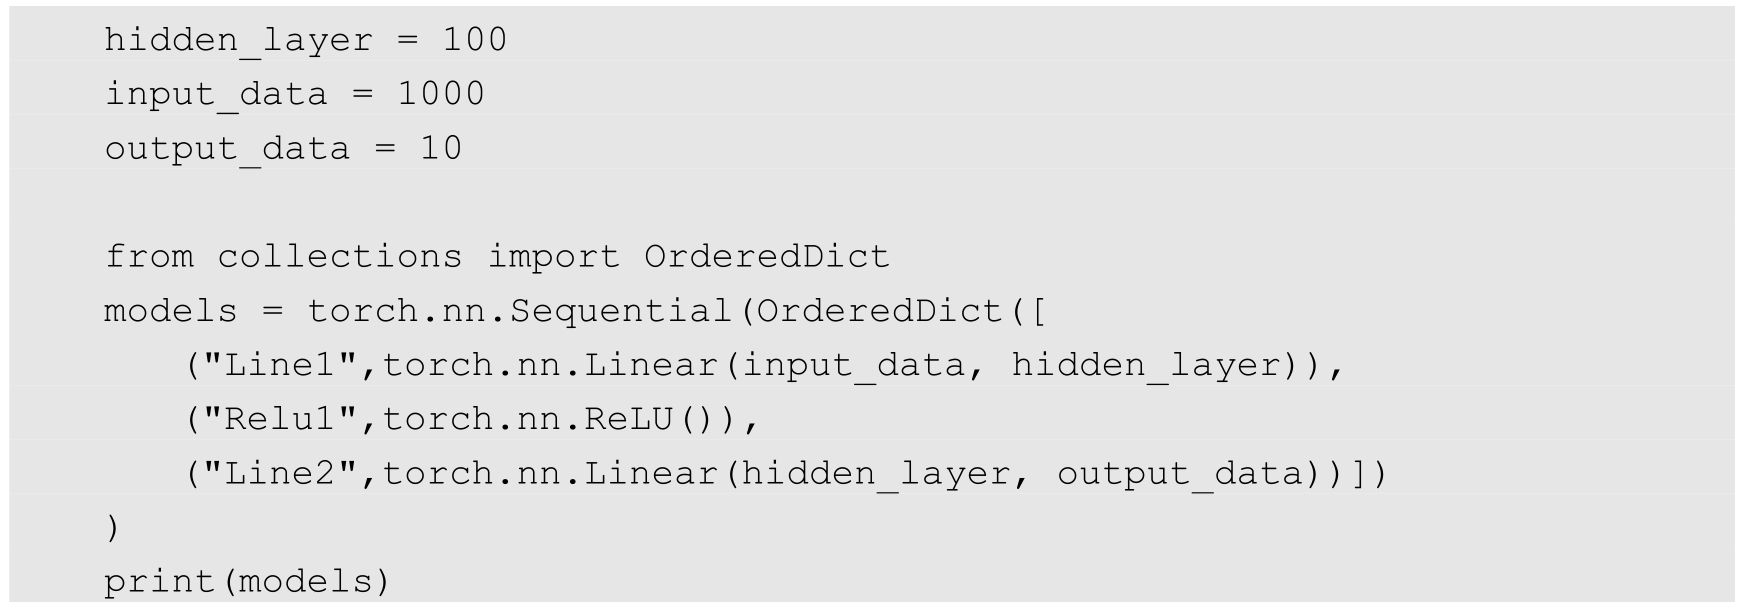 hidden_layer = 100
input_data = 1000
output_data = 10
from collections import OrderedDict
models = torch.nn.Sequential(OrderedDict([
("Line1",torch.nn.Linear(input_data, hidden_layer)),
("Relu1",torch.nn.ReLU()),
("Line2",torch.nn.Linear(hidden_layer, output_data))])
)
print(models)